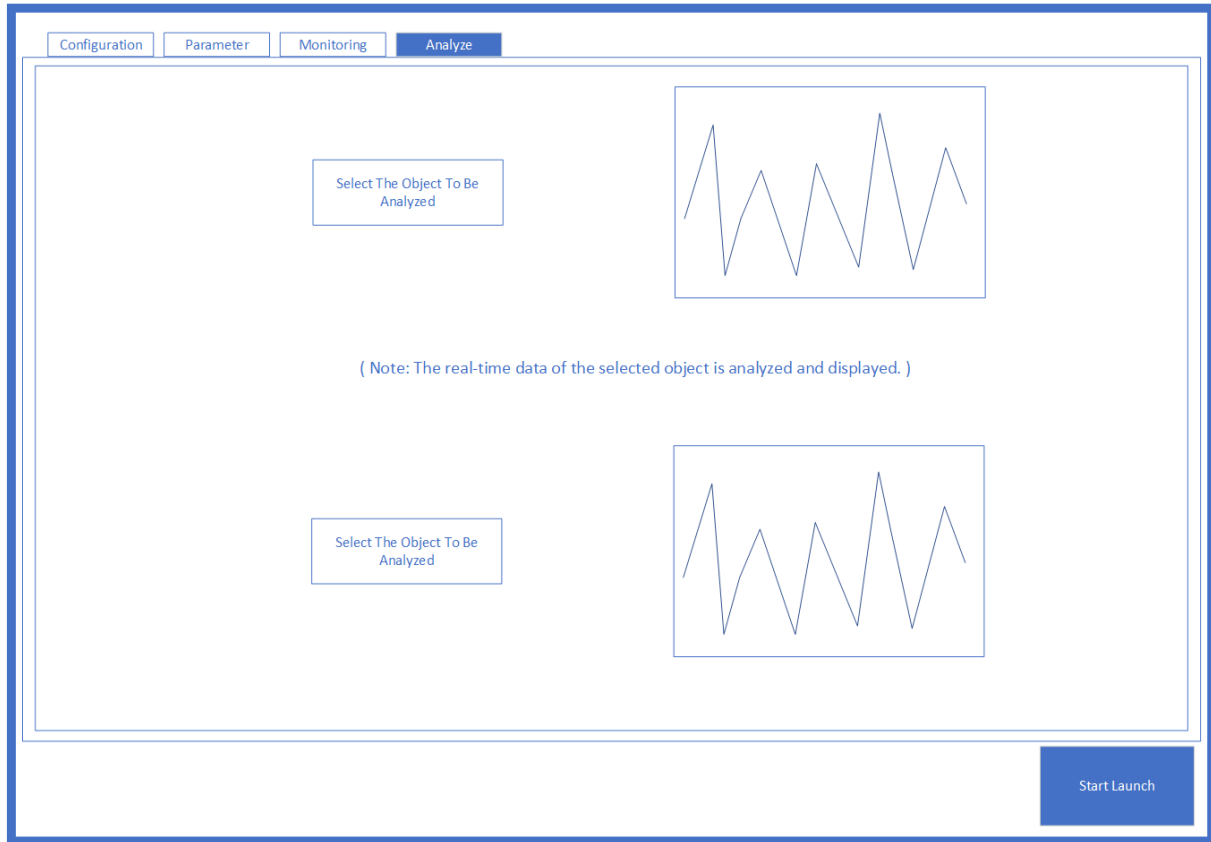 Configuration
Parameter
Monitoring
Analyze
Select The Object To Be
Analyzed
( Note: The real-time data of the selected object is analyzed and displayed. )
Select The Object To Be
Analyzed
Start Launch